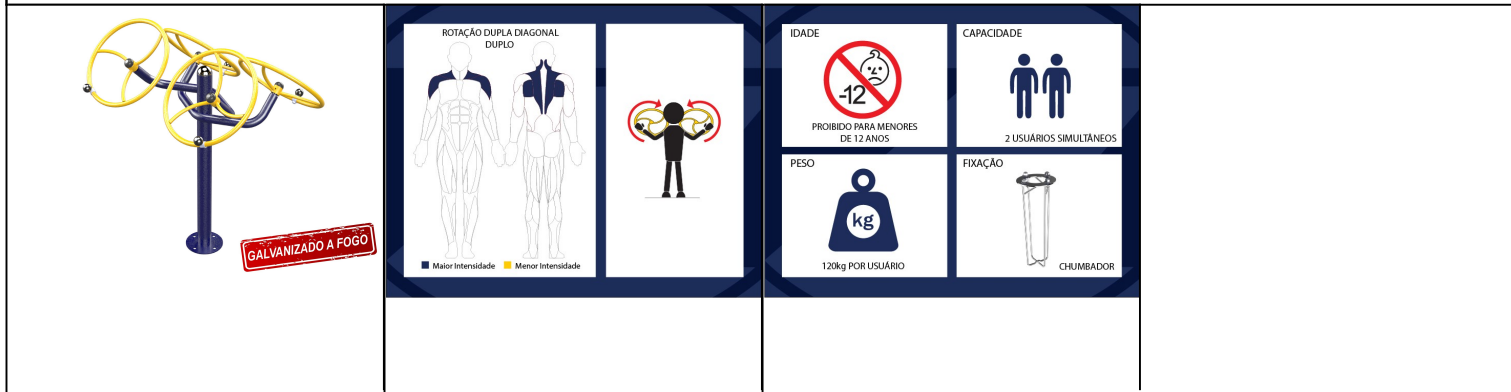 GALVANIZADO A FOGO
ROTAÇÃO DUPLA DIAGONAL
DUPLO
Maior Intensidade
Menor Intensidade
IDADE
-12
PROIBIDO PARA MENORES
DE 12 ANOS
CAPACIDADE
2 USUÁRIOS SIMULTÂNEOS
PESO
kg
120kg POR USUÁRIO
FIXAÇÃO
CHUMBADOR